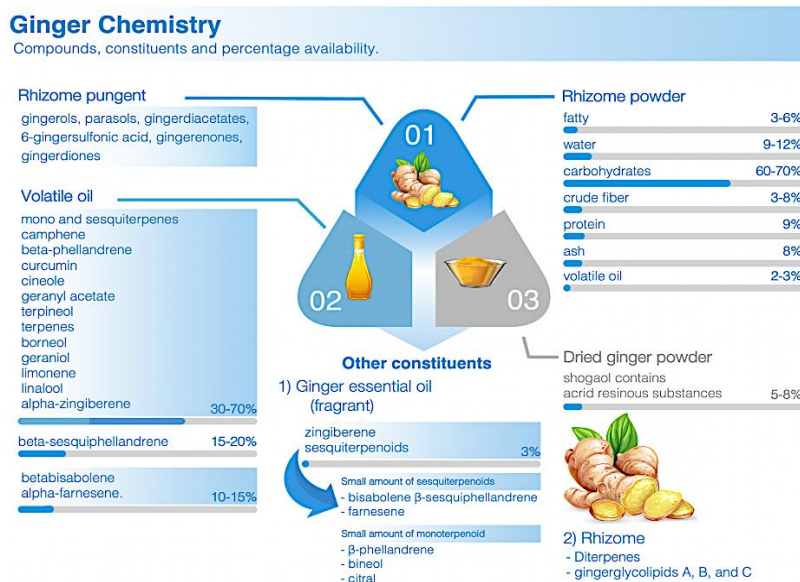 Ginger Chemistry
Compounds, constituents and percentage availability.
Rhizome pungent
gingerols, parasols, gingerdiacetates,
6-gingersulfonic acid, gingerenones,
gingerdiones
Volatile oil
mono and sesquiterpenes
camphene
beta-phellandrene
curcumin
cineole
geranyl acetate
terpineol
terpenes
borneol
geraniol
limonene
linalool
alpha-zingiberene 30-70%
beta-sesquiphellandrene 15-20%
betabisabolene
alpha-farnesene. 10-15%
01
02
03
Rhizome powder
fatty 3-6%
water 9-12%
carbohydrates 60-70%
crude fiber 3-8%
protein 9%
ash 8%
volatile oil 2-3%
Dried ginger powder
shogaol contains
acrid resinous substances 5-8%
Other constituents
1) Ginger essential oil
(fragrant)
zingiberene
sesquiterpenoids 3%
Small amount of sesquiterpenoids
- bisabolene β-sesquiphellandrene
- farnesene
Small amount of monoterpenoid
- β-phellandrene
- bineol
- citral
2) Rhizome
- Diterpenes
- gingerglycolipids A, B, and C